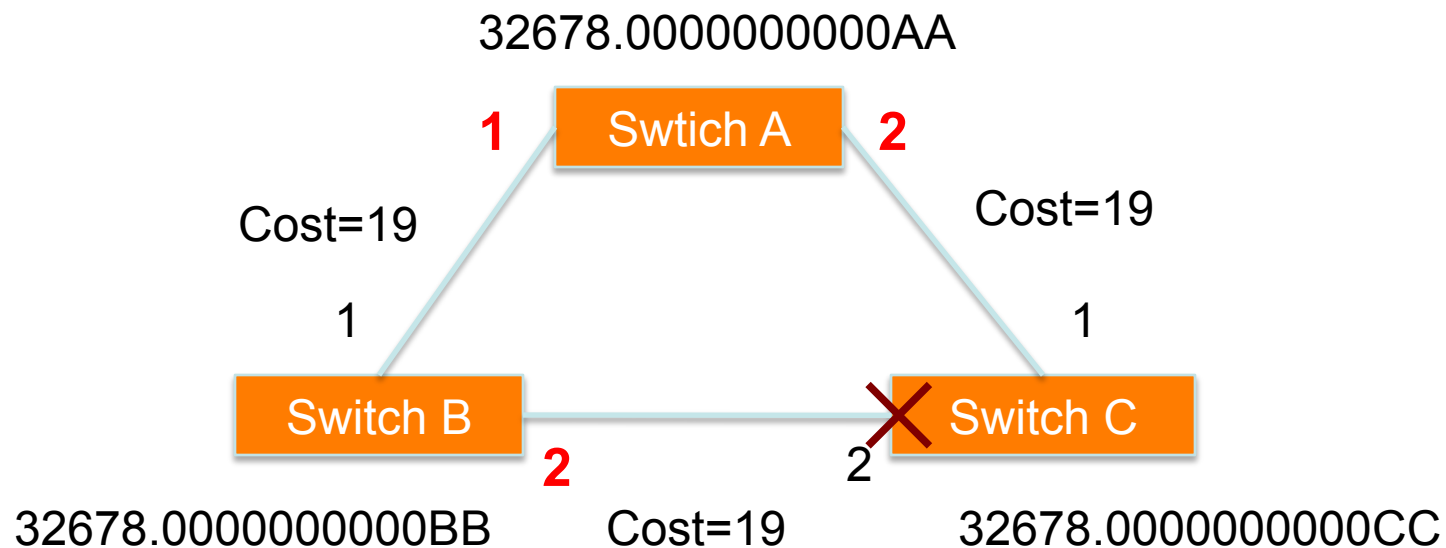 32678.0000000000AA
1
Swtich A
2
Cost=19
Cost=19
1
1
Switch B
Switch C
2
2
32678.0000000000BB
Cost=19
32678.0000000000CC